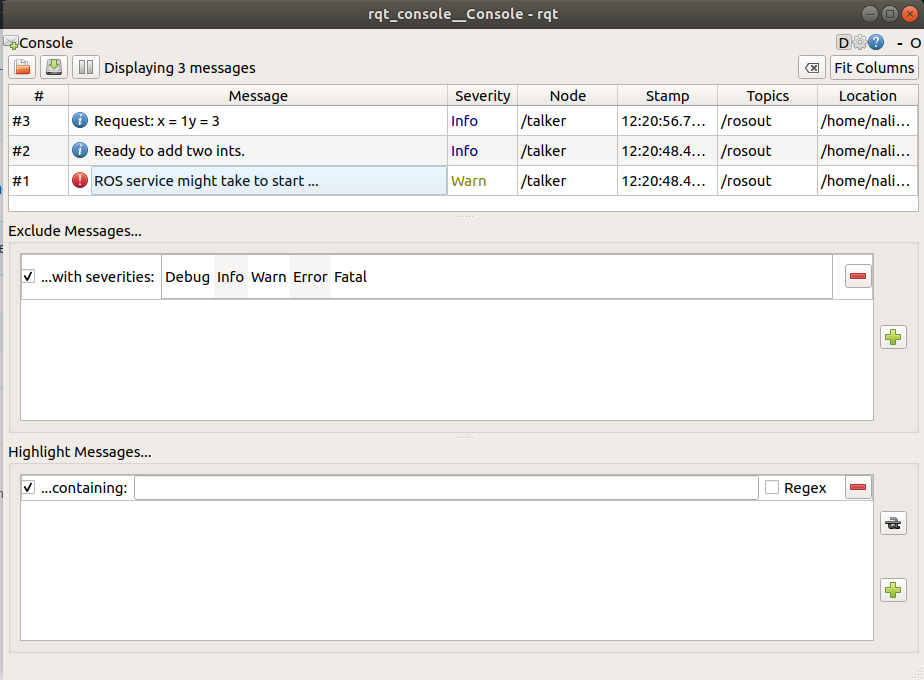 rqt_console__Console - rqt
Console D ? - O
Displaying 3 messages Fit Columns
# Message Severity Node Stamp Topics Location
#3 Request: x = 1y = 3 Info /talker 12:20:56.7... /rosout /home/nali...
#2 Ready to add two ints. Info /talker 12:20:48.4... /rosout /home/nali...
#1 ROS service might take to start ... Warn /talker 12:20:48.4... /rosout /home/nali...
Exclude Messages...
...with severities: Debug Info Warn Error Fatal
Highlight Messages...
...containing: Regex